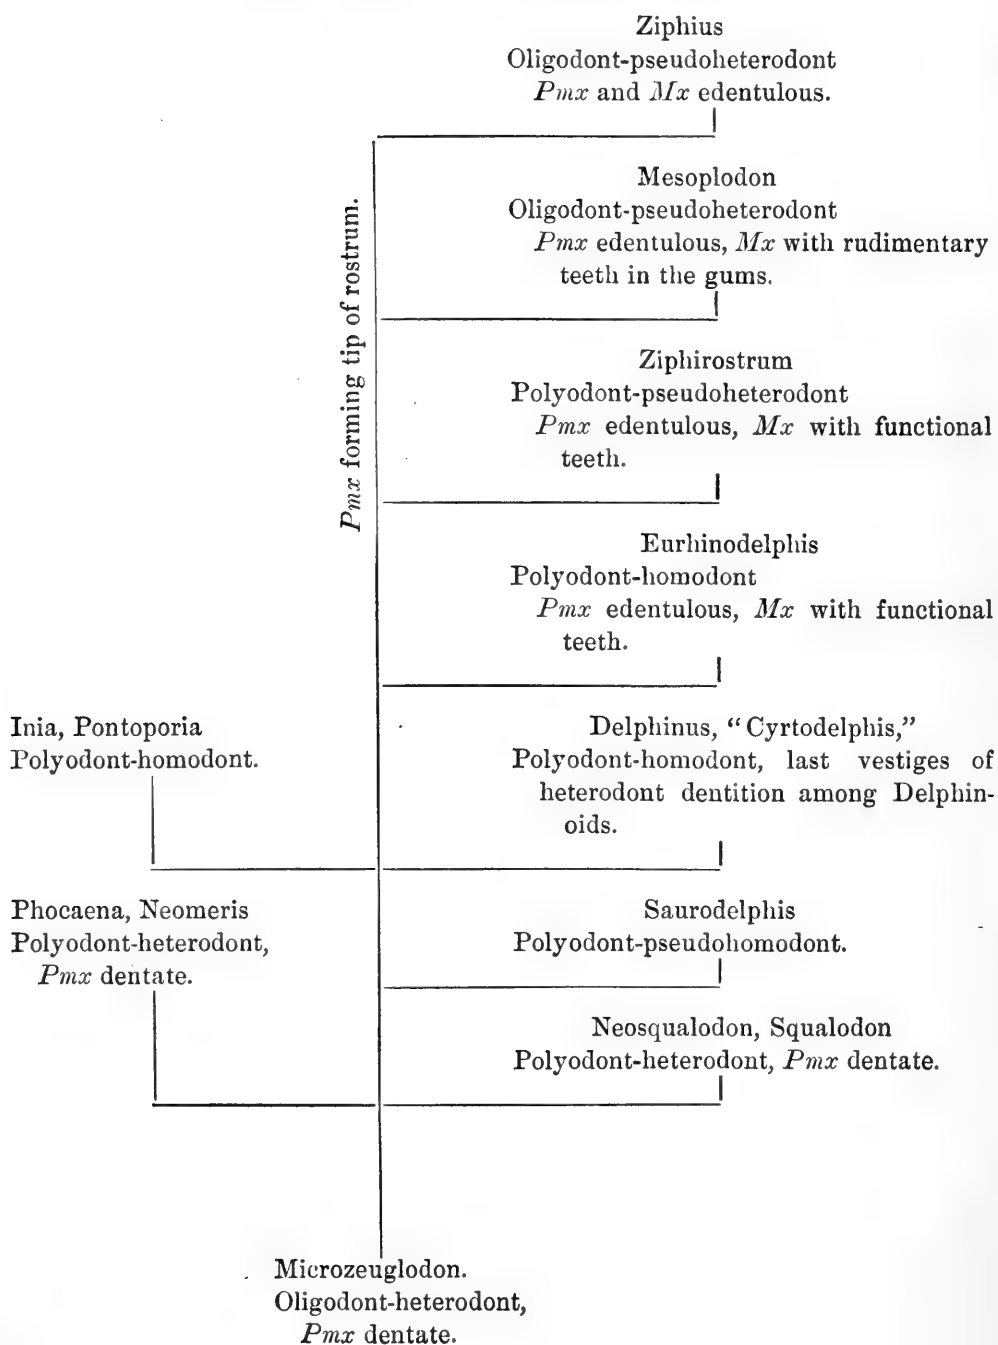 Ziphius
Oligodont-pseudoheterodont
Pmx and Mx edentulous.
Pmx forming tip of rostrum.
Mesoplodon
Oligodont-pseudoheterodont
Pmx edentulous, Mx with rudimentary
teeth in the gums.
Ziphirostrum
Polyodont-pseudoheterodont
Pmx edentulous, Mx with functional
teeth.
Eurhinodelphis
Polyodont-homodont
Pmx edentulous, Mx with functional
teeth.
Inia, Pontoporia
Polyodont-homodont.
Delphinus, “Cyrtodelphis,”
Polyodont-homodont, last vestiges of
heterodont dentition among Delphin-
oids.
Phocaena, Neomeris
Polyodont-heterodont,
Pmx dentate.
Saurodelphis
Polyodont-pseudohomodont.
Neosqualodon, Squalodon
Polyodont-heterodont, Pmx dentate.
Microzeuglodon.
Oligodont-heterodont,
Pmx dentate.